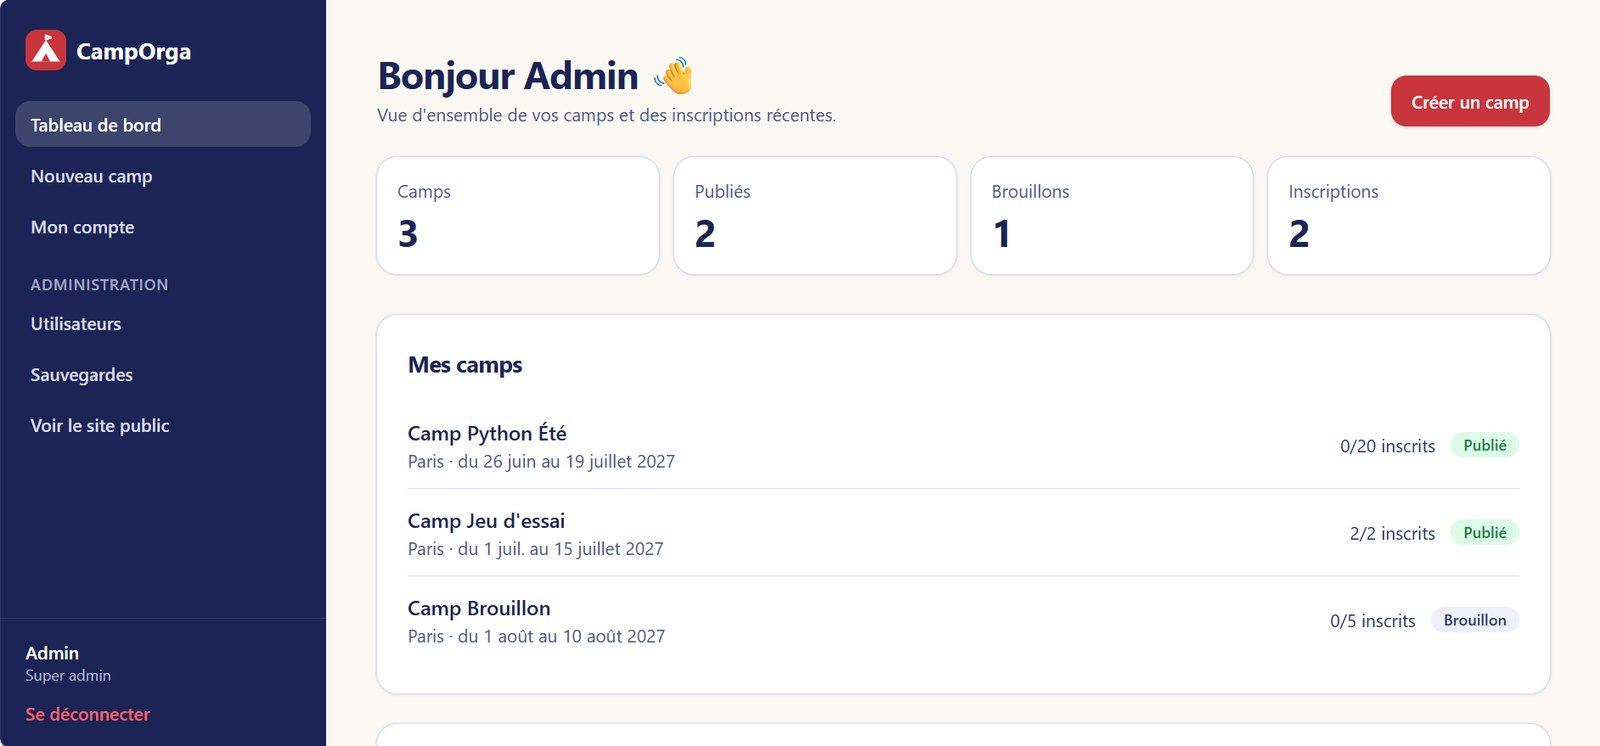 CampOrga
Tableau de bord
Nouveau camp
Mon compte
ADMINISTRATION
Utilisateurs
Sauvegardes
Voir le site public
Admin
Super admin
Se déconnecter
Bonjour Admin 👋
Vue d'ensemble de vos camps et des inscriptions récentes.
Créer un camp
Camps
3
Publiés
2
Brouillons
1
Inscriptions
2
Mes camps
Camp Python Été
Paris · du 26 juin au 19 juillet 2027
0/20 inscrits
Publié
Camp Jeu d'essai
Paris · du 1 juil. au 15 juillet 2027
2/2 inscrits
Publié
Camp Brouillon
Paris · du 1 août au 10 août 2027
0/5 inscrits
Brouillon